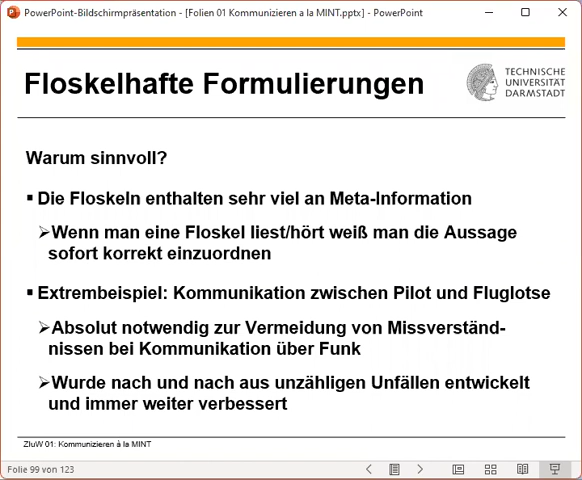 PowerPoint-Bildschirmpräsentation - [Folien 01 Kommunizieren a la MINT.pptx] - PowerPoint
Floskelhafte Formulierungen
TECHNISCHE
UNIVERSITÄT
DARMSTADT
Warum sinnvoll?
▪ Die Floskeln enthalten sehr viel an Meta-Information
➢Wenn man eine Floskel liest/hört weiß man die Aussage
sofort korrekt einzuordnen
▪ Extrembeispiel: Kommunikation zwischen Pilot und Fluglotse
➢Absolut notwendig zur Vermeidung von Missverständ-
nissen bei Kommunikation über Funk
➢Wurde nach und nach aus unzähligen Unfällen entwickelt
und immer weiter verbessert
ZIuW 01: Kommunizieren à la MINT
Folie 99 von 123